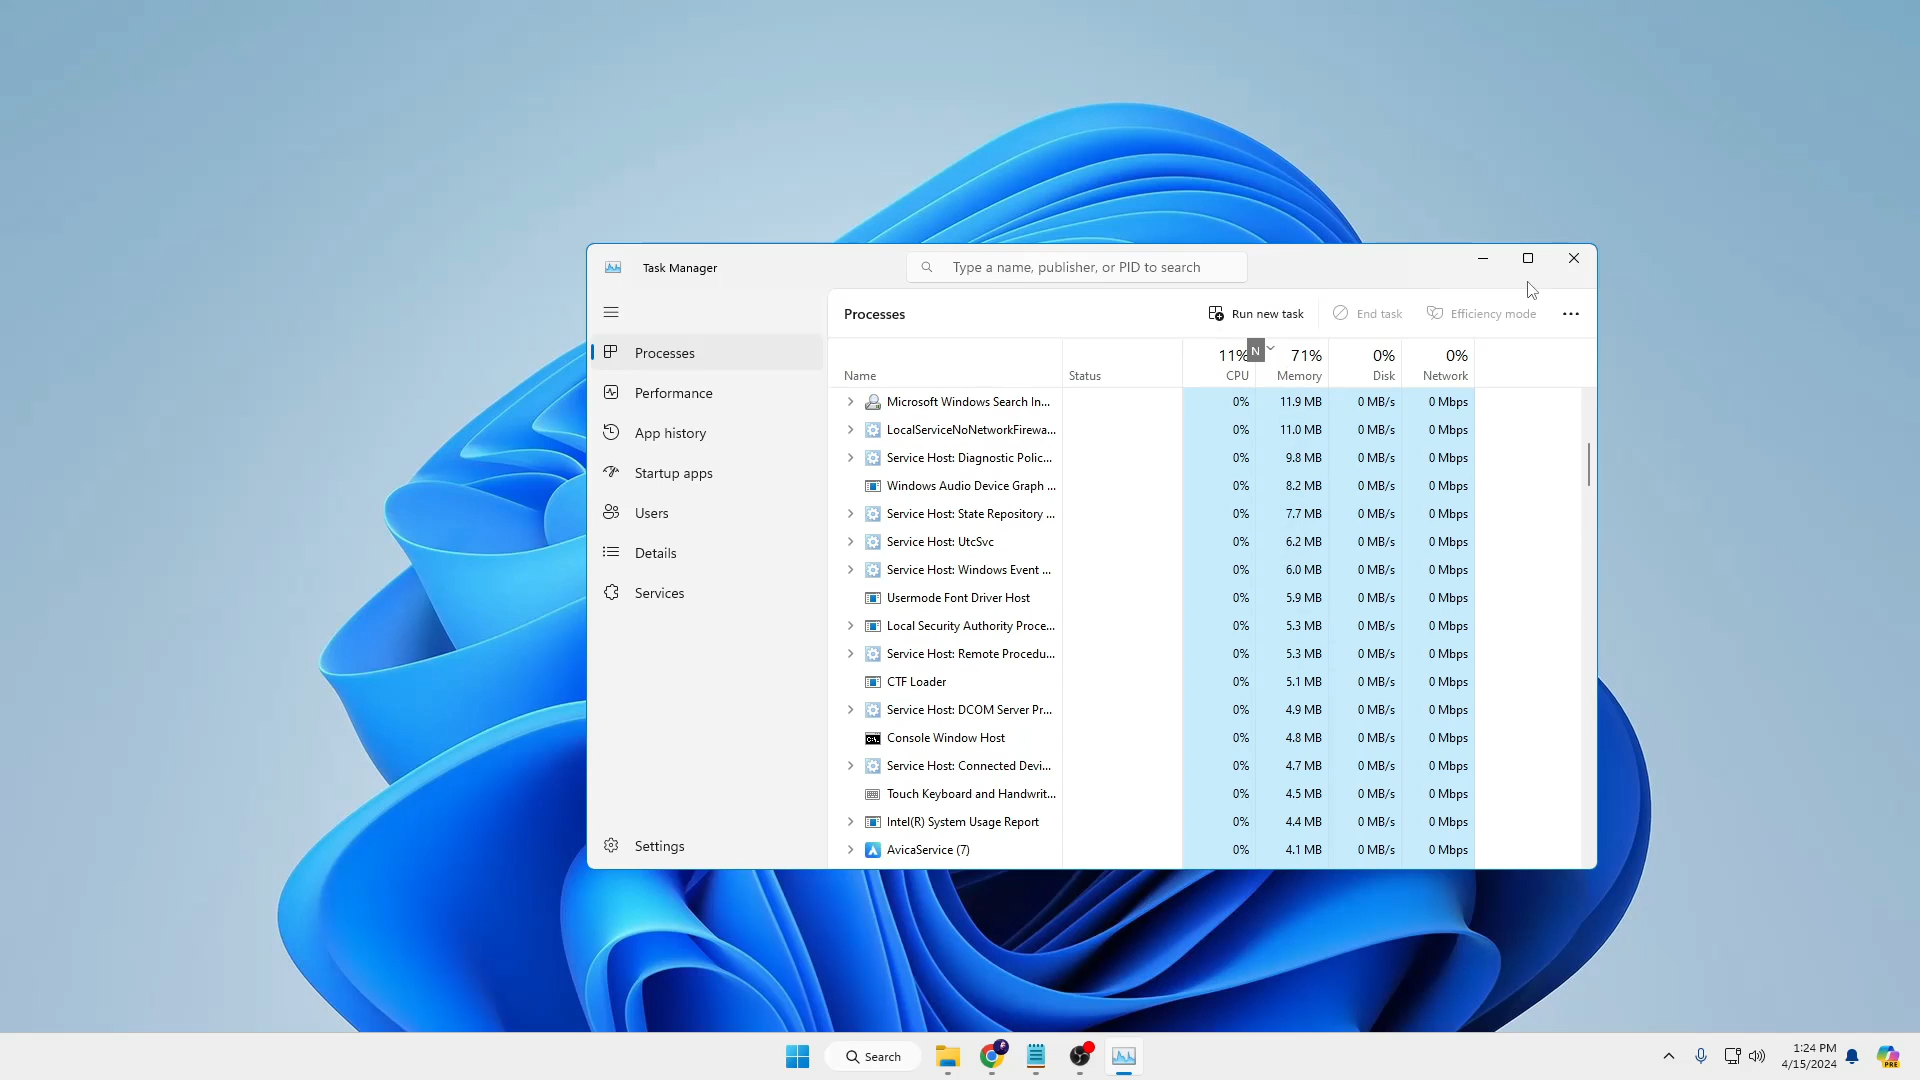 Task Manager
Type a name, publisher, or PID to search
Processes
Run new task
End task
Efficiency mode
Processes
Performance
App history
Startup apps
Users
Details
Services
Settings
11% N 71% 0% 0%
Name Status CPU Memory Disk Network
Microsoft Windows Search In... 0% 11.9 MB 0 MB/s 0 Mbps
LocalServiceNoNetworkFirewa... 0% 11.0 MB 0 MB/s 0 Mbps
Service Host: Diagnostic Polic... 0% 9.8 MB 0 MB/s 0 Mbps
Windows Audio Device Graph ... 0% 8.2 MB 0 MB/s 0 Mbps
Service Host: State Repository ... 0% 7.7 MB 0 MB/s 0 Mbps
Service Host: UtcSvc 0% 6.2 MB 0 MB/s 0 Mbps
Service Host: Windows Event ... 0% 6.0 MB 0 MB/s 0 Mbps
Usermode Font Driver Host 0% 5.9 MB 0 MB/s 0 Mbps
Local Security Authority Proce... 0% 5.3 MB 0 MB/s 0 Mbps
Service Host: Remote Procedu... 0% 5.3 MB 0 MB/s 0 Mbps
CTF Loader 0% 5.1 MB 0 MB/s 0 Mbps
Service Host: DCOM Server Pr... 0% 4.9 MB 0 MB/s 0 Mbps
Console Window Host 0% 4.8 MB 0 MB/s 0 Mbps
Service Host: Connected Devi... 0% 4.7 MB 0 MB/s 0 Mbps
Touch Keyboard and Handwrit... 0% 4.5 MB 0 MB/s 0 Mbps
Intel(R) System Usage Report 0% 4.4 MB 0 MB/s 0 Mbps
AvicaService (7) 0% 4.1 MB 0 MB/s 0 Mbps
Search
1:24 PM
4/15/2024
PRE